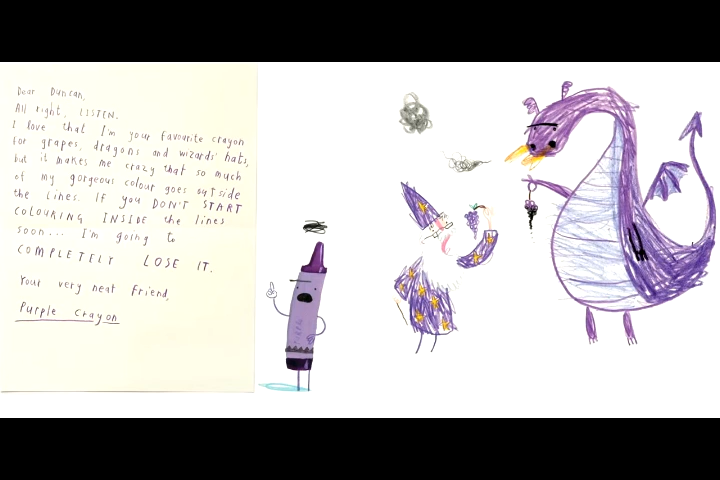 Dear Duncan,
All right, LISTEN.
I love that I'm your favourite crayon
for grapes, dragons and wizards' hats,
but it makes me crazy that so much
of my gorgeous colour goes outside
the lines. IF you DON'T START
COLOURING INSIDE the lines
soon... I'm going to
COMPLETELY LOSE IT.
Your very neat friend,
Purple Crayon